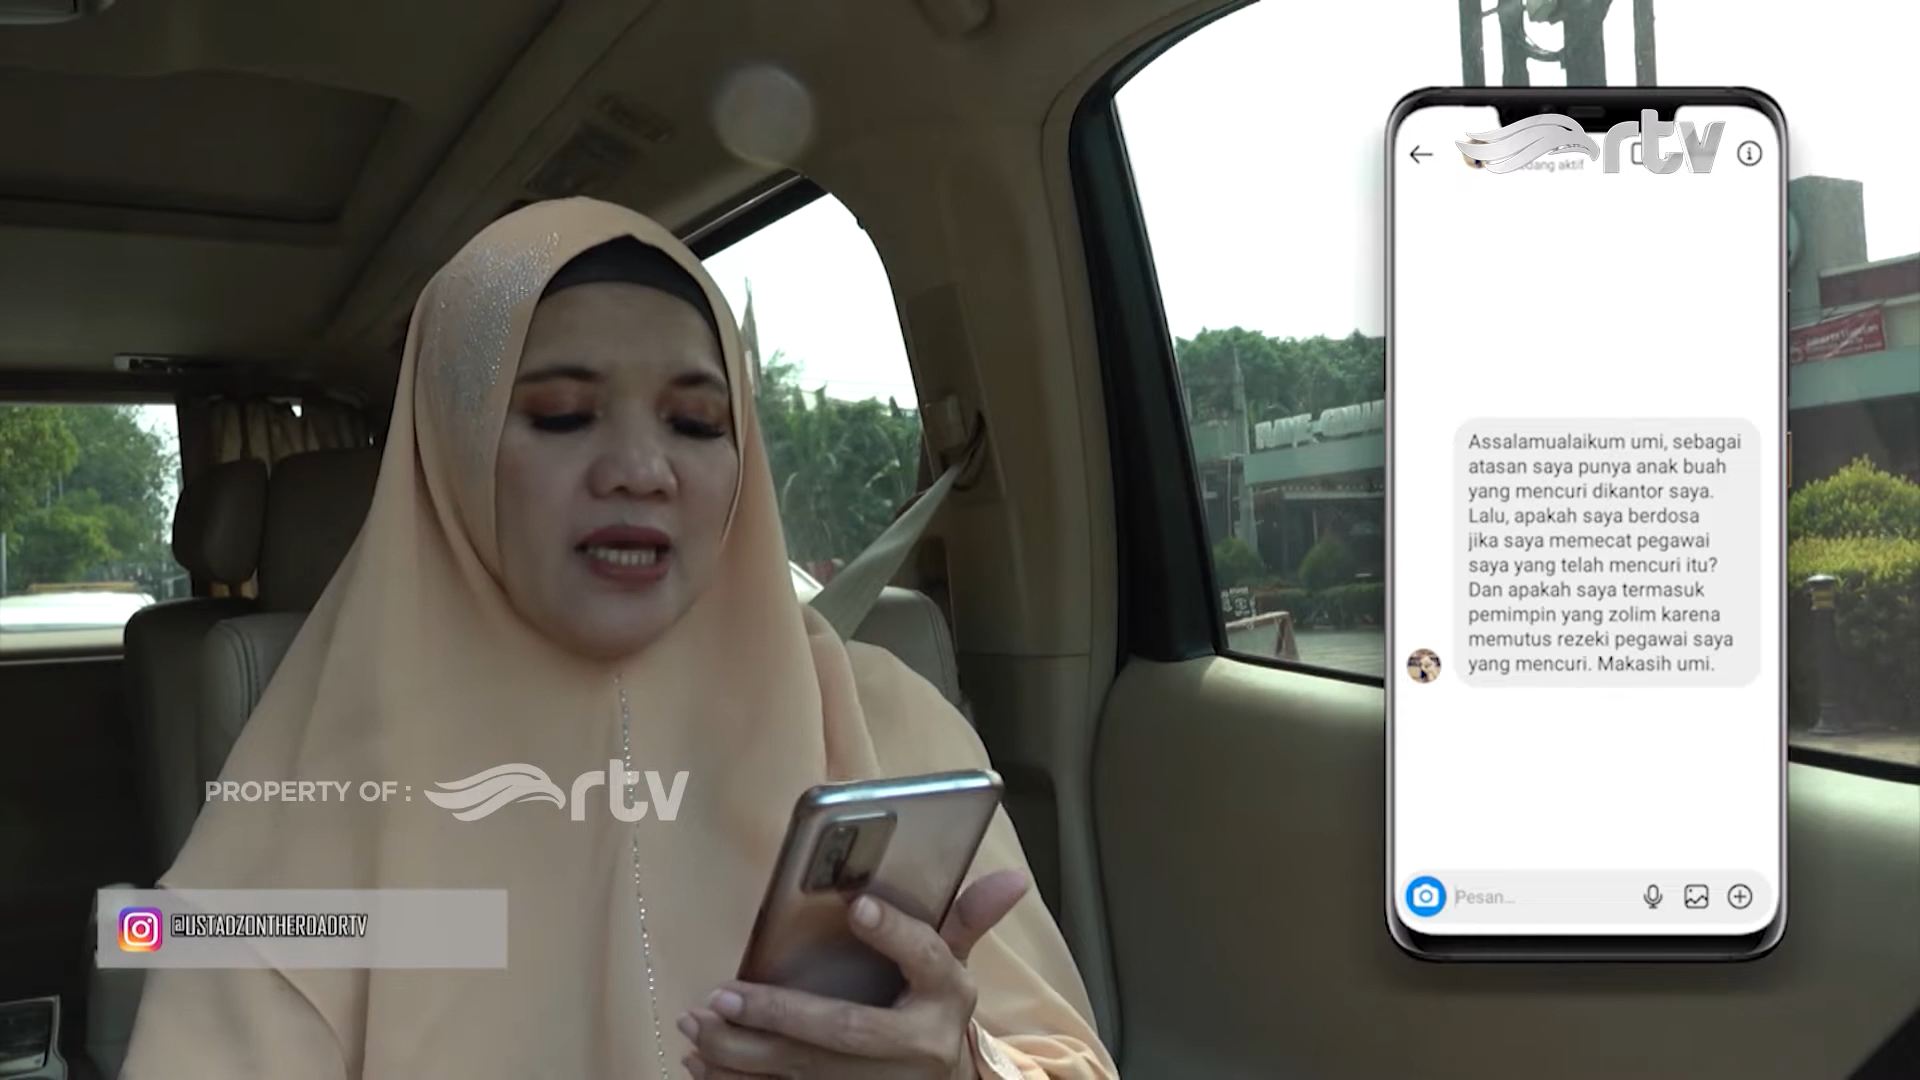 rtv
dang aktif
Assalamualaikum umi, sebagai
atasan saya punya anak buah
yang mencuri dikantor saya.
Lalu, apakah saya berdosa
jika saya memecat pegawai
saya yang telah mencuri itu?
Dan apakah saya termasuk
pemimpin yang zolim karena
memutus rezeki pegawai saya
yang mencuri. Makasih umi.
Pesan...
PROPERTY OF : rtv
@USTADZONTHEROADRTV